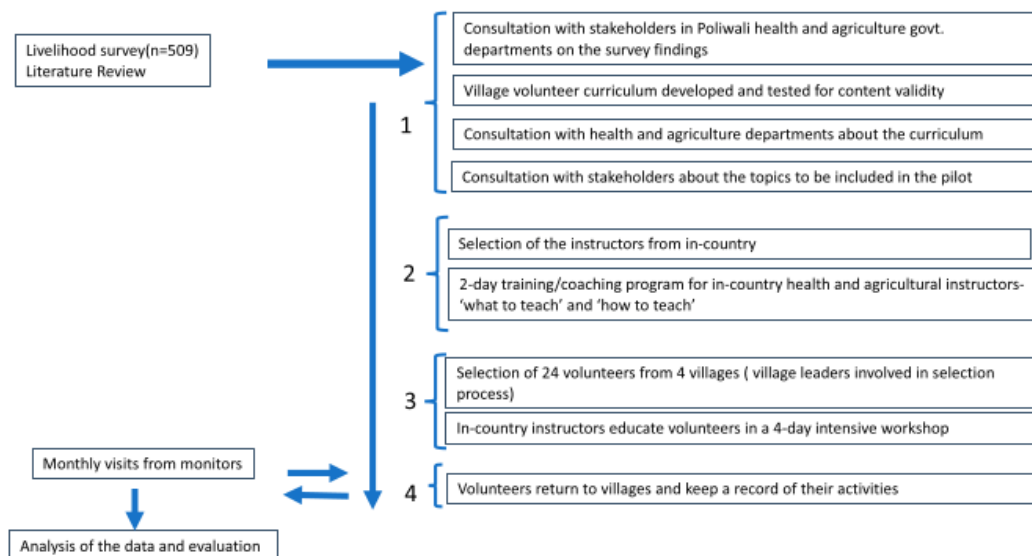 Livelihood survey(n=509)
Literature Review
Consultation with stakeholders in Poliwali health and agriculture govt.
departments on the survey findings
Village volunteer curriculum developed and tested for content validity
1
Consultation with health and agriculture departments about the curriculum
Consultation with stakeholders about the topics to be included in the pilot
Selection of the instructors from in-country
2
2-day training/coaching program for in-country health and agricultural instructors-
‘what to teach’ and ‘how to teach’
Selection of 24 volunteers from 4 villages ( village leaders involved in selection
process)
3
In-country instructors educate volunteers in a 4-day intensive workshop
Monthly visits from monitors
4
Volunteers return to villages and keep a record of their activities
Analysis of the data and evaluation